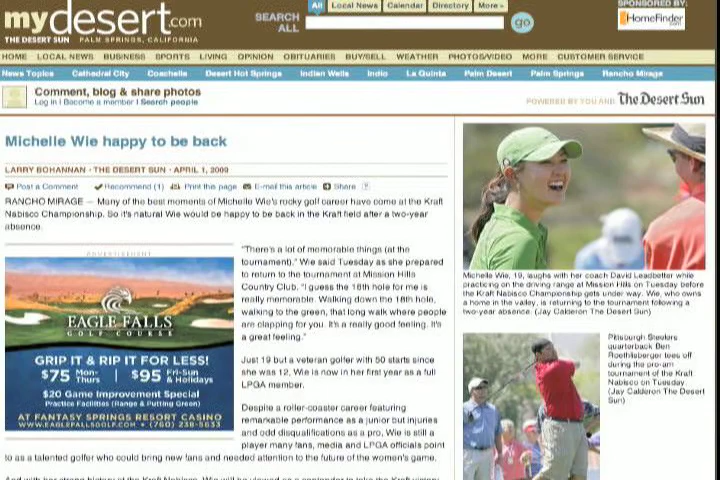 mydesert.com
THE DESERT SUN PALM SPRINGS, CALIFORNIA
SEARCH ALL
All Local News Calendar Directory More
go
SPONSORED BY:
HomeFinder
HOME LOCAL NEWS BUSINESS SPORTS LIVING OPINION OBITUARIES BUY/SELL WEATHER PHOTOS/VIDEO MORE CUSTOMER SERVICE
News Topics Cathedral City Coachella Desert Hot Springs Indian Wells Indio La Quinta Palm Desert Palm Springs Rancho Mirage
Comment, blog & share photos
Log in | Become a member | Search people
POWERED BY YOU AND The Desert Sun
Michelle Wie happy to be back
LARRY BOHANNAN • THE DESERT SUN • APRIL 1, 2009
Post a Comment Recommend (1) Print this page E-mail this article Share ?
RANCHO MIRAGE — Many of the best moments of Michelle Wie's rocky golf career have come at the Kraft
Nabisco Championship. So it's natural Wie would be happy to be back in the Kraft field after a two-year
absence.
ADVERTISEMENT
EAGLE FALLS
GOLF COURSE
GRIP IT & RIP IT FOR LESS!
$75 Mon-Thurs | $95 Fri-Sun & Holidays
$20 Game Improvement Special
Practice Facilities (Range & Putting Green)
AT FANTASY SPRINGS RESORT CASINO
WWW.EAGLEFALLSGOLF.COM • (760) 238-5633
"There's a lot of memorable things (at the
tournament)," Wie said Tuesday as she prepared
to return to the tournament at Mission Hills
Country Club. "I guess the 18th hole for me is
really memorable. Walking down the 18th hole,
walking to the green, that long walk where people
are clapping for you. It's a really good feeling. It's
a great feeling."
Just 19 but a veteran golfer with 50 starts since
she was 12, Wie is now in her first year as a full
LPGA member.
Despite a roller-coaster career featuring
remarkable performance as a junior but injuries
and odd disqualifications as a pro, Wie is still a
player many fans, media and LPGA officials point
to as a talented golfer who could bring new fans and needed attention to the future of the women's game.
Michelle Wie, 19, laughs with her coach David Leadbetter while
practicing on the driving range at Mission Hills on Tuesday before
the Kraft Nabisco Championship gets under way. We, who owns
a home in the valley, is returning to the tournament following a
two-year absence. (Jay Calderon The Desert Sun)
Pittsburgh Steelers
quarterback Ben
Roethlisberger tees off
during the pro-am
tournament of the Kraft
Nabisco on Tuesday
(Jay Calderon The Desert
Sun)